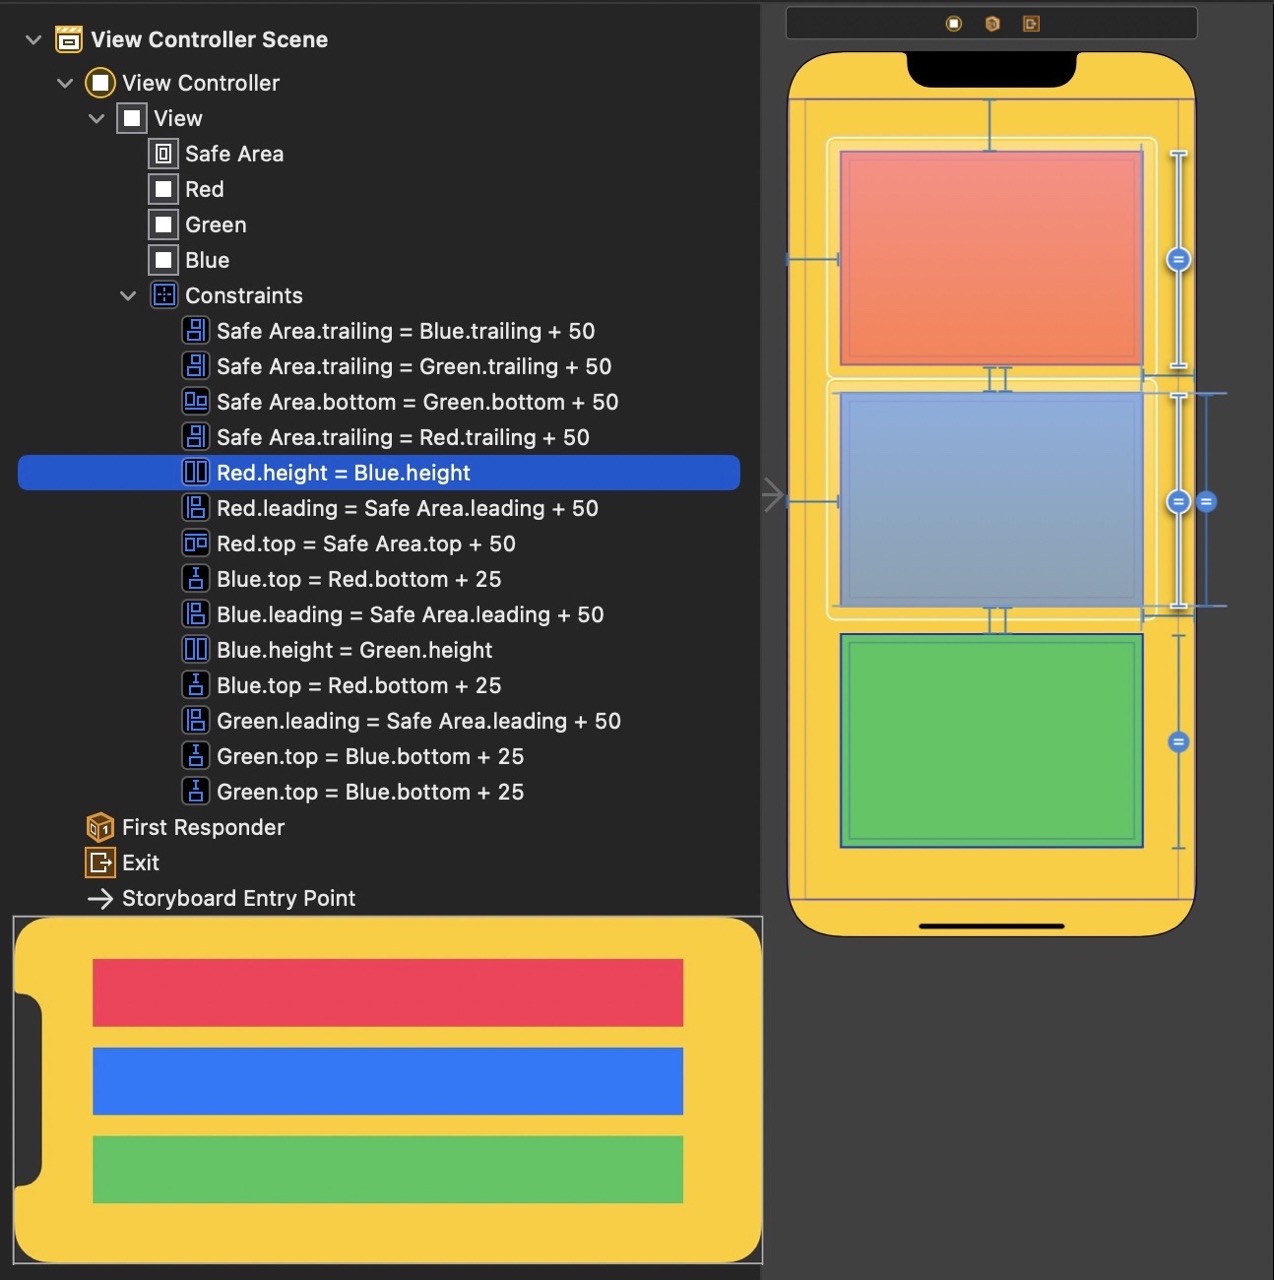 View Controller Scene
View Controller
View
Safe Area
Red
Green
Blue
Constraints
Safe Area.trailing = Blue.trailing + 50
Safe Area.trailing = Green.trailing + 50
Safe Area.bottom = Green.bottom + 50
Safe Area.trailing = Red.trailing + 50
Red.height = Blue.height
Red.leading = Safe Area.leading + 50
Red.top = Safe Area.top + 50
Blue.top = Red.bottom + 25
Blue.leading = Safe Area.leading + 50
Blue.height = Green.height
Blue.top = Red.bottom + 25
Green.leading = Safe Area.leading + 50
Green.top = Blue.bottom + 25
Green.top = Blue.bottom + 25
First Responder
Exit
Storyboard Entry Point